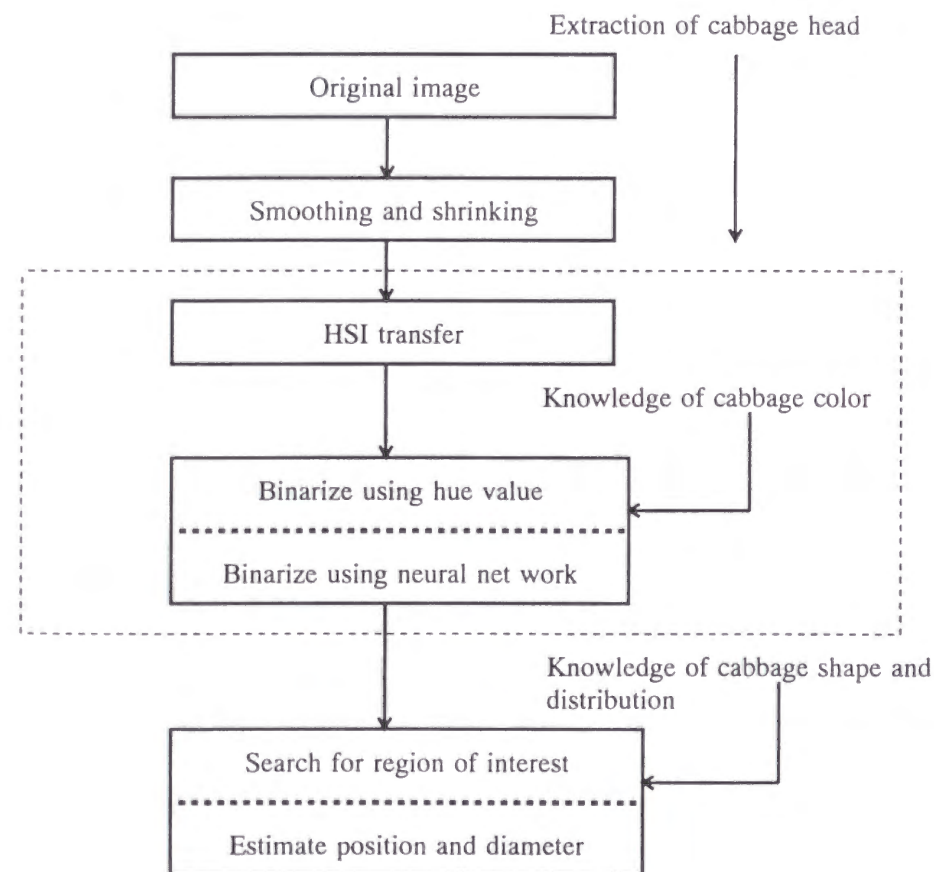 Extraction of cabbage head
Original image
Smoothing and shrinking
HSI transfer
Knowledge of cabbage color
Binarize using hue value
Binarize using neural net work
Knowledge of cabbage shape and
distribution
Search for region of interest
Estimate position and diameter